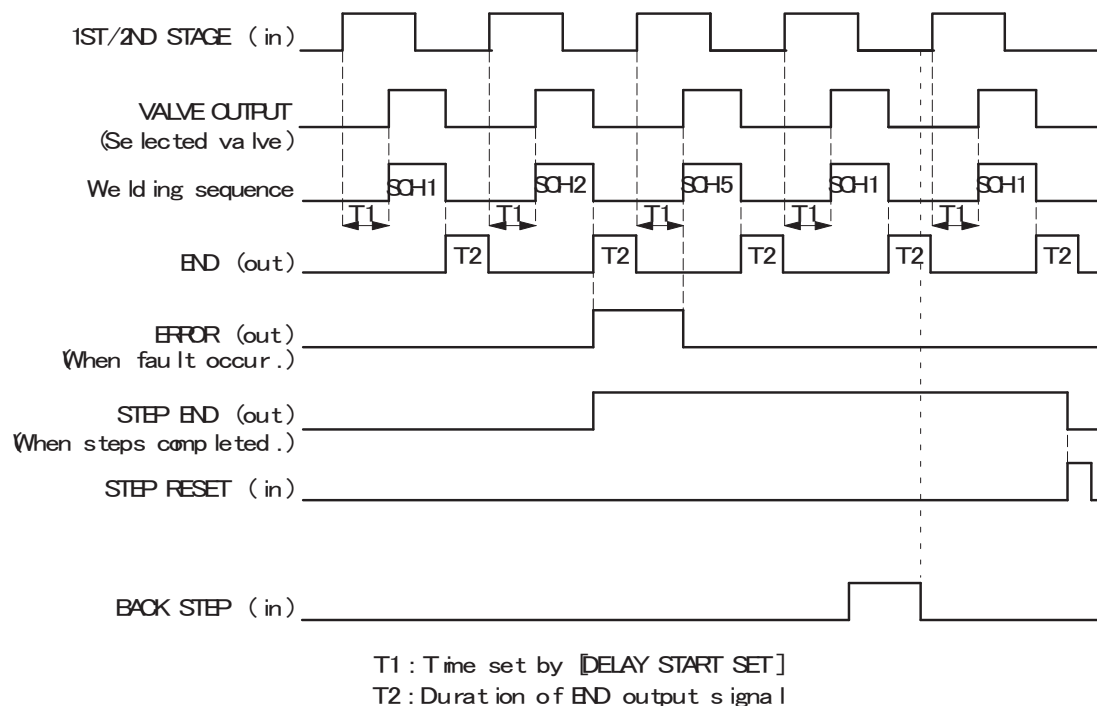 1ST/2ND STAGE (in)
VALVE OUTPUT
(Selected valve)
Welding sequence
SCH1 SCH2 SCH5 SCH1 SCH1
T1 T1 T1 T1 T1
END (out)
T2 T2 T2 T2 T2
ERROR (out)
(When fault occur.)
STEP END (out)
(When steps completed.)
STEP RESET (in)
BACK STEP (in)
T1: Time set by [DELAY START SET]
T2: Duration of END output signal